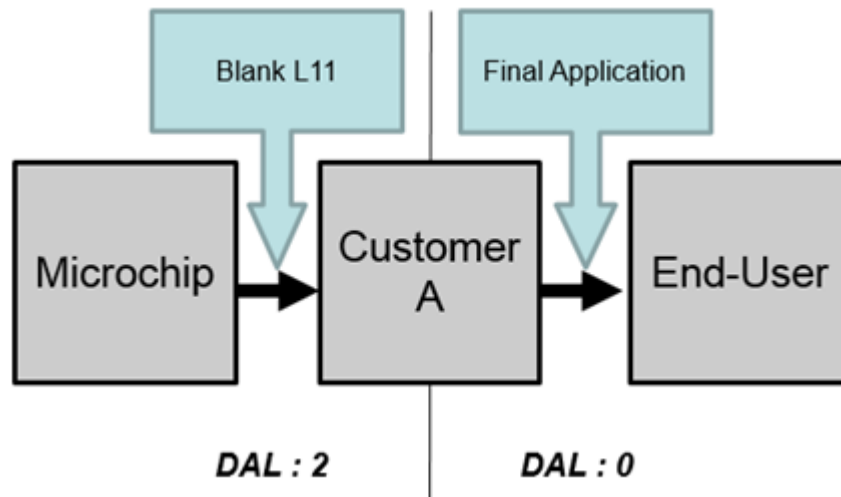 Blank L11
Final Application
Microchip
Customer
A
End-User
DAL : 2
DAL : 0